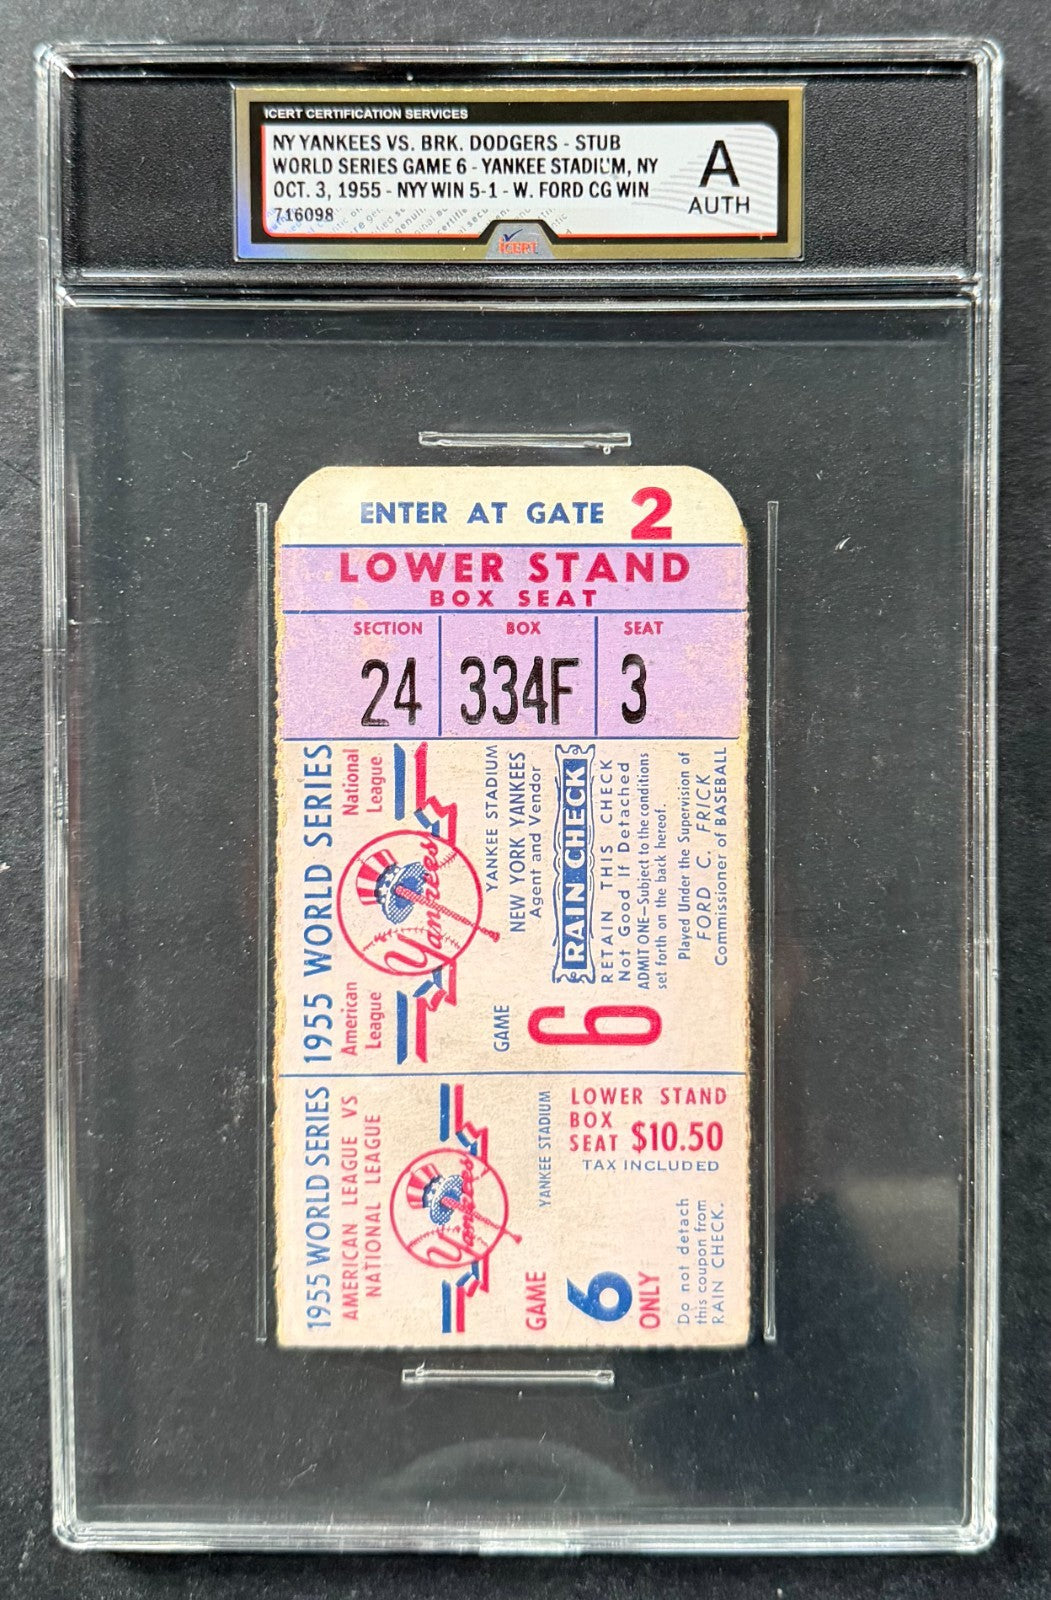 ICERT CERTIFICATION SERVICES
NY YANKEES VS. BRK. DODGERS - STUB
WORLD SERIES GAME 6 - YANKEE STADIUM, NY
OCT. 3, 1955 - NYY WIN 5-1 - W. FORD CG WIN
716098
A
AUTH
ICERT
ENTER AT GATE 2
LOWER STAND
BOX SEAT
SECTION
24
BOX
334F
SEAT
3
1955 WORLD SERIES 1955 WORLD SERIES
American League
National League
Yankees
YANKEE STADIUM
NEW YORK YANKEES
Agent and Vendor
RAIN CHECK
RETAIN THIS CHECK
Not Good If Detached
ADMIT ONE—Subject to the conditions
set forth on the back hereof.
Played Under the Supervision of
FORD C. FRICK
Commissioner of BASEBALL
GAME
6
1955 WORLD SERIES
AMERICAN LEAGUE VS
NATIONAL LEAGUE
Yankees
YANKEE STADIUM
LOWER STAND
BOX
SEAT $10.50
TAX INCLUDED
GAME
6
ONLY
Do not detach
this coupon from
RAIN CHECK.